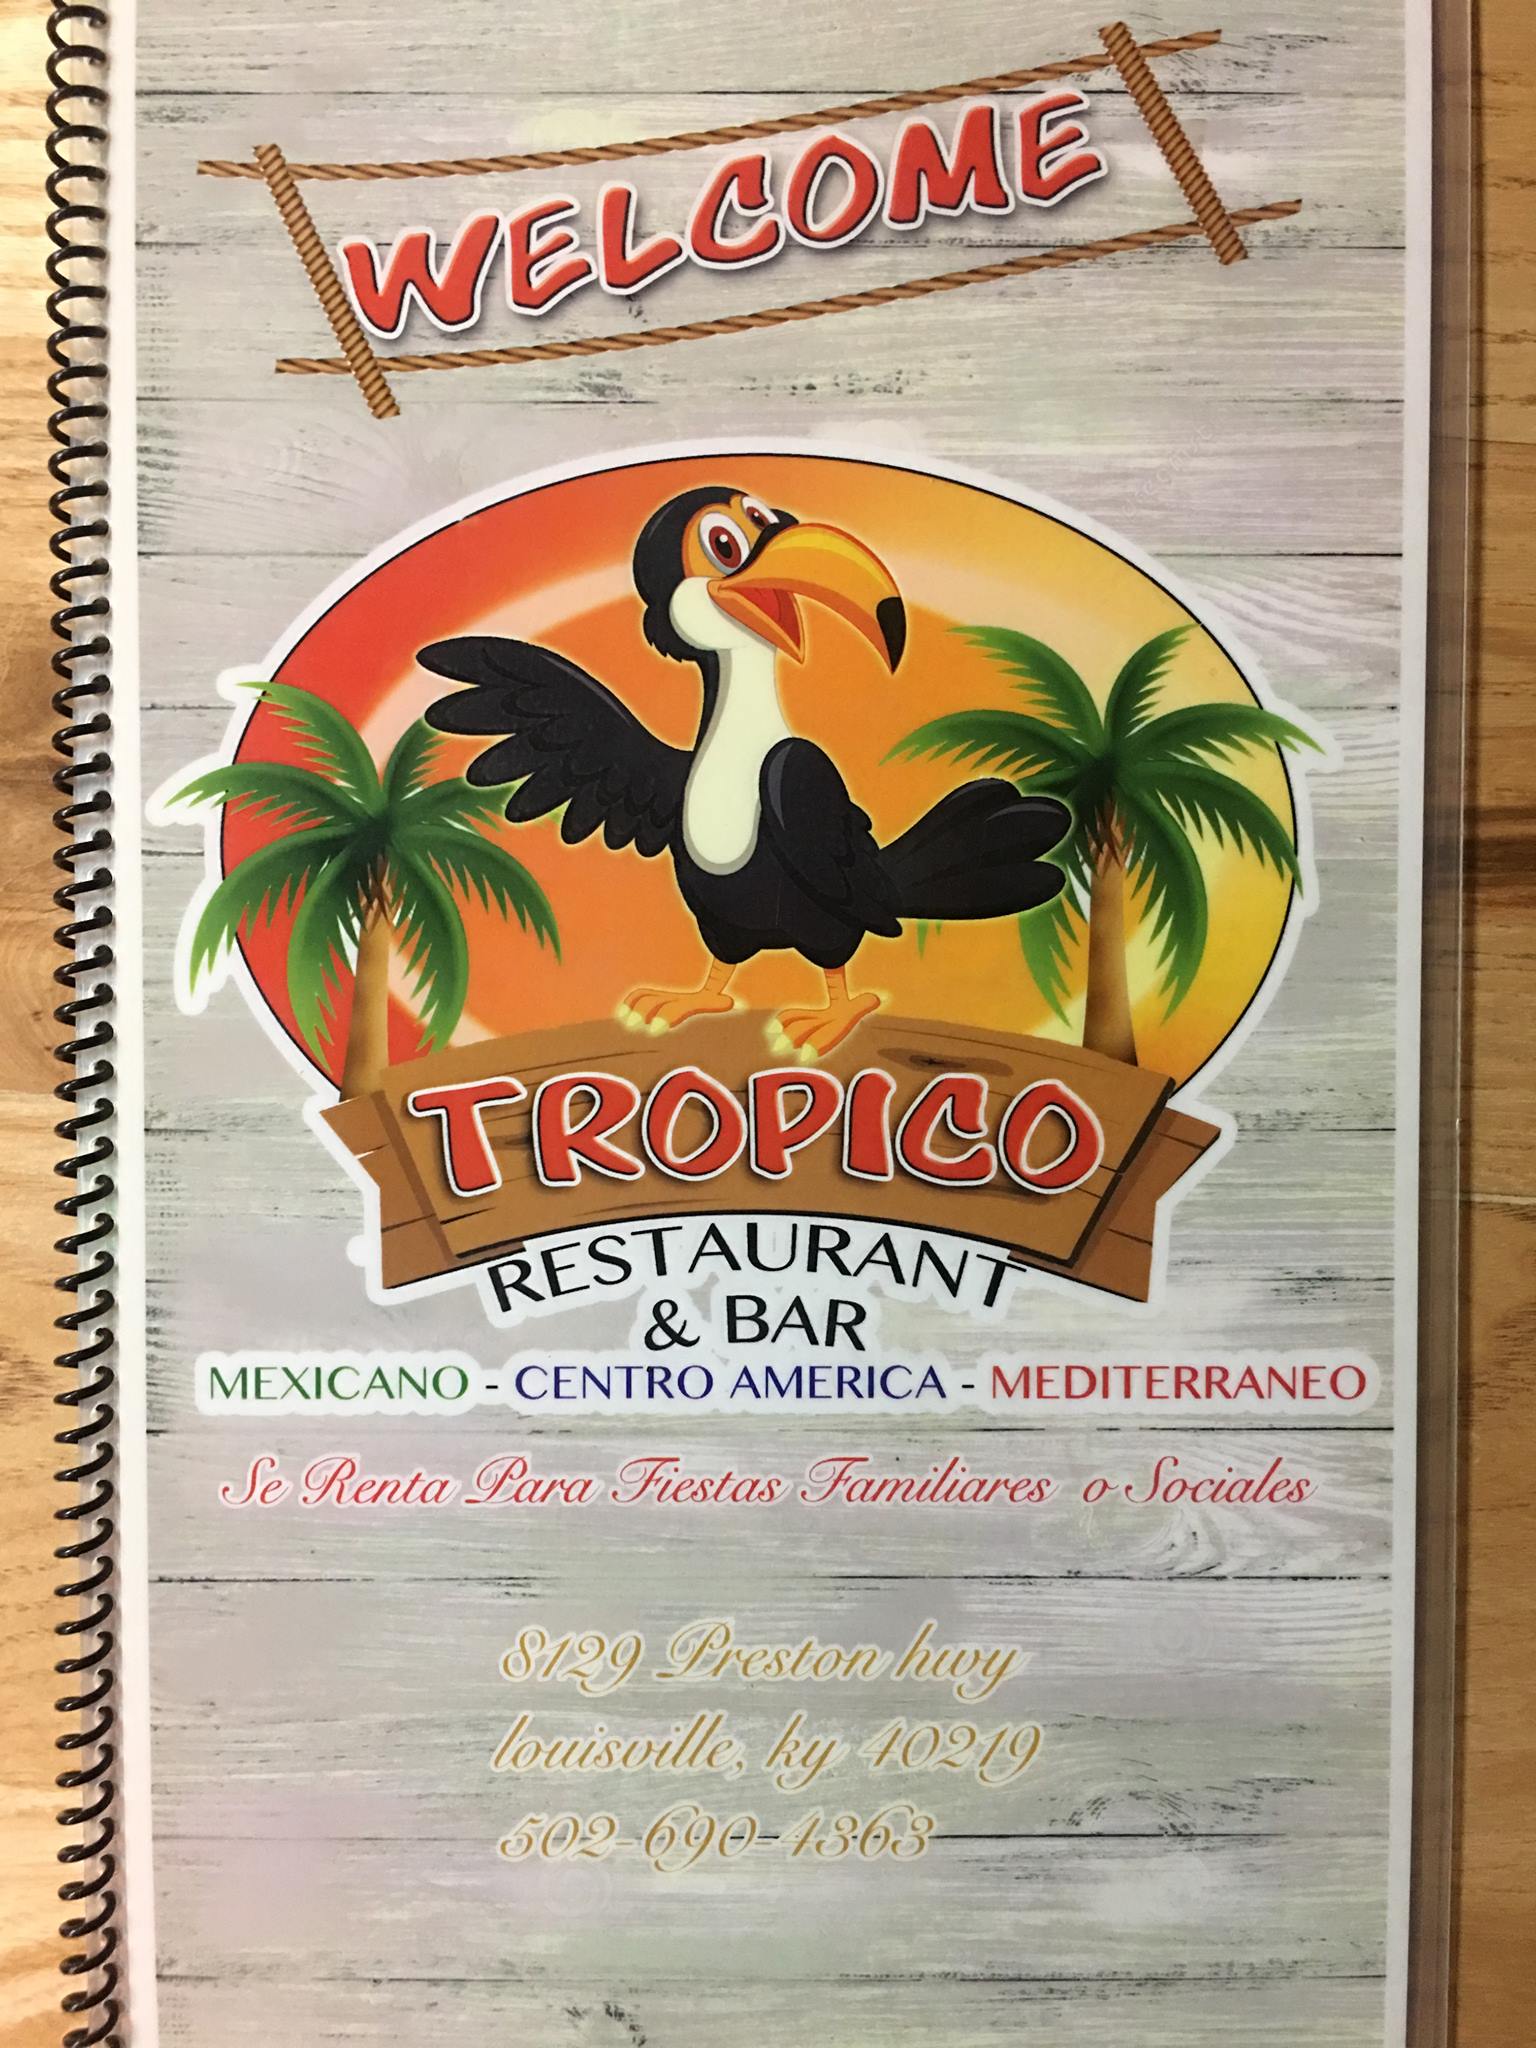 WELCOME
TROPICO
RESTAURANT
& BAR
MEXICANO - CENTRO AMERICA - MEDITERRANEO
Se Renta Para Fiestas Familiares o Sociales
8129 Preston hwy
louisville, ky 40219
502-690-4363